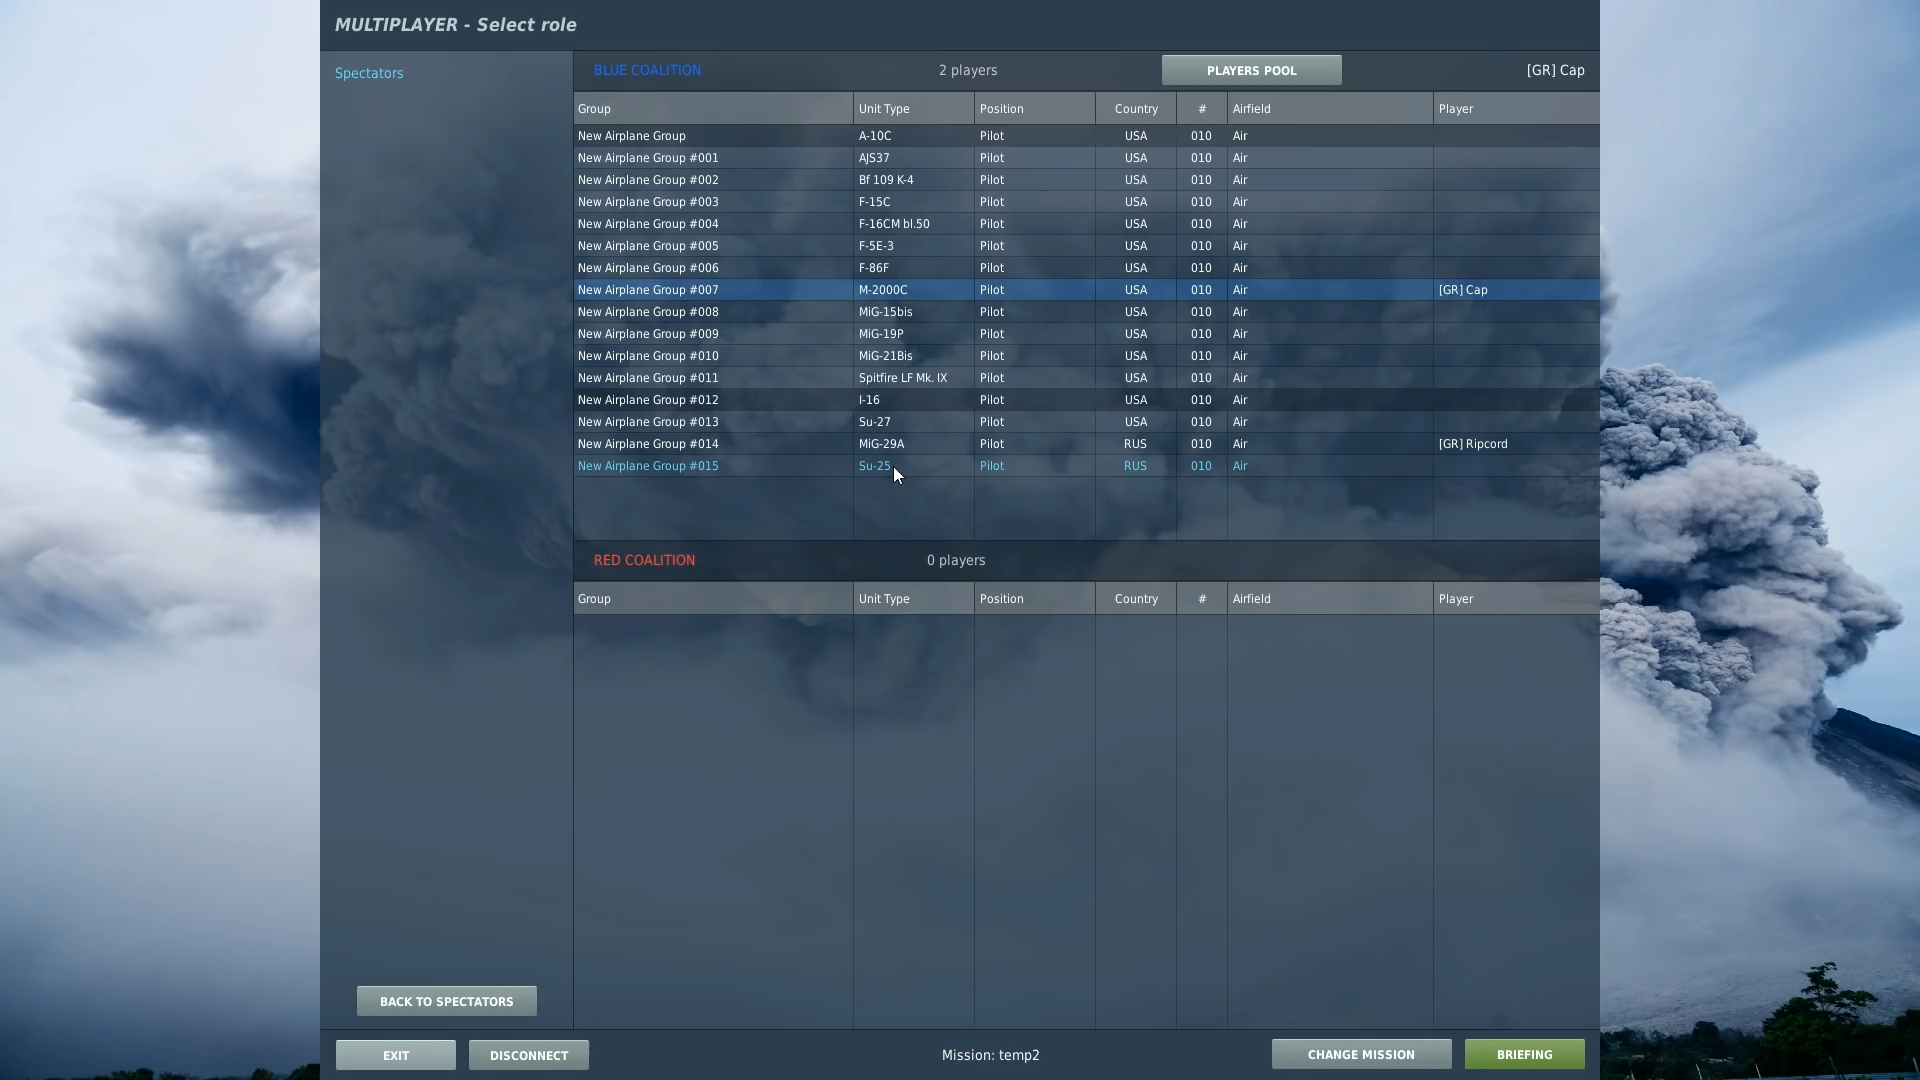 MULTIPLAYER - Select role
Spectators
BLUE COALITION 2 players PLAYERS POOL [GR] Cap
Group Unit Type Position Country # Airfield Player
New Airplane Group A-10C Pilot USA 010 Air
New Airplane Group #001 AJS37 Pilot USA 010 Air
New Airplane Group #002 Bf 109 K-4 Pilot USA 010 Air
New Airplane Group #003 F-15C Pilot USA 010 Air
New Airplane Group #004 F-16CM bl.50 Pilot USA 010 Air
New Airplane Group #005 F-5E-3 Pilot USA 010 Air
New Airplane Group #006 F-86F Pilot USA 010 Air
New Airplane Group #007 M-2000C Pilot USA 010 Air [GR] Cap
New Airplane Group #008 MiG-15bis Pilot USA 010 Air
New Airplane Group #009 MiG-19P Pilot USA 010 Air
New Airplane Group #010 MiG-21Bis Pilot USA 010 Air
New Airplane Group #011 Spitfire LF Mk. IX Pilot USA 010 Air
New Airplane Group #012 I-16 Pilot USA 010 Air
New Airplane Group #013 Su-27 Pilot USA 010 Air
New Airplane Group #014 MiG-29A Pilot RUS 010 Air [GR] Ripcord
New Airplane Group #015 Su-25 Pilot RUS 010 Air
RED COALITION 0 players
Group Unit Type Position Country # Airfield Player
BACK TO SPECTATORS
EXIT DISCONNECT Mission: temp2 CHANGE MISSION BRIEFING